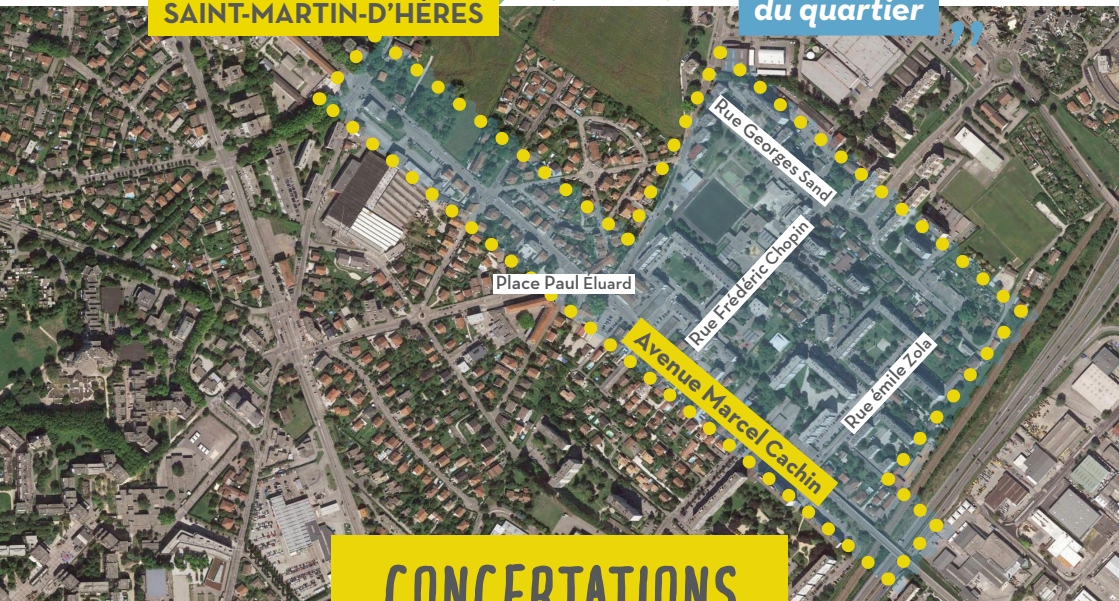 SAINT-MARTIN-D'HÈRES
du quartier
”
Rue Georges Sand
Rue Frédéric Chopin
Place Paul Éluard
Avenue Marcel Cachin
Rue émile Zola
CONCERTATIONS